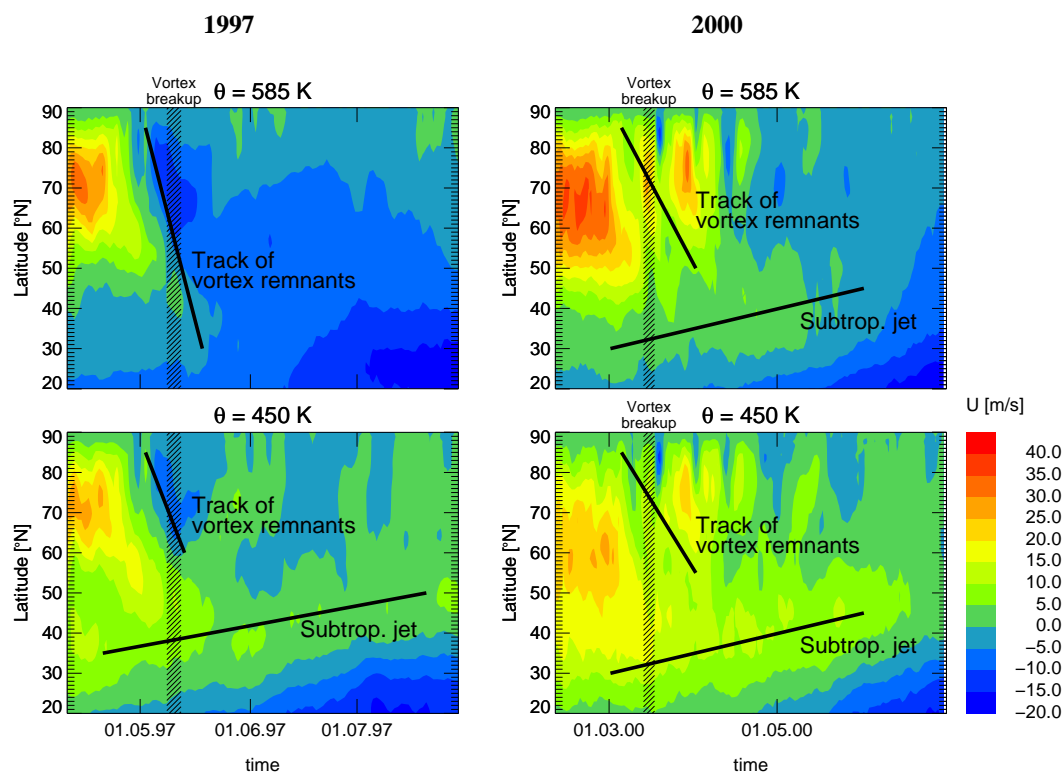 1997
2000
Vortex
breakup
θ = 585 K
Vortex
breakup
θ = 585 K
Latitude [°N]
90
80
70
60
50
40
30
20
Track of
vortex remnants
Latitude [°N]
90
80
70
60
50
40
30
20
Track of
vortex remnants
Subtrop. jet
θ = 450 K
Vortex
breakup
θ = 450 K
Latitude [°N]
90
80
70
60
50
40
30
20
Track of
vortex remnants
Subtrop. jet
01.05.97 01.06.97 01.07.97
time
Latitude [°N]
90
80
70
60
50
40
30
20
Track of
vortex remnants
Subtrop. jet
01.03.00 01.05.00
time
U [m/s]
40.0
35.0
30.0
25.0
20.0
15.0
10.0
5.0
0.0
−5.0
−10.0
−15.0
−20.0